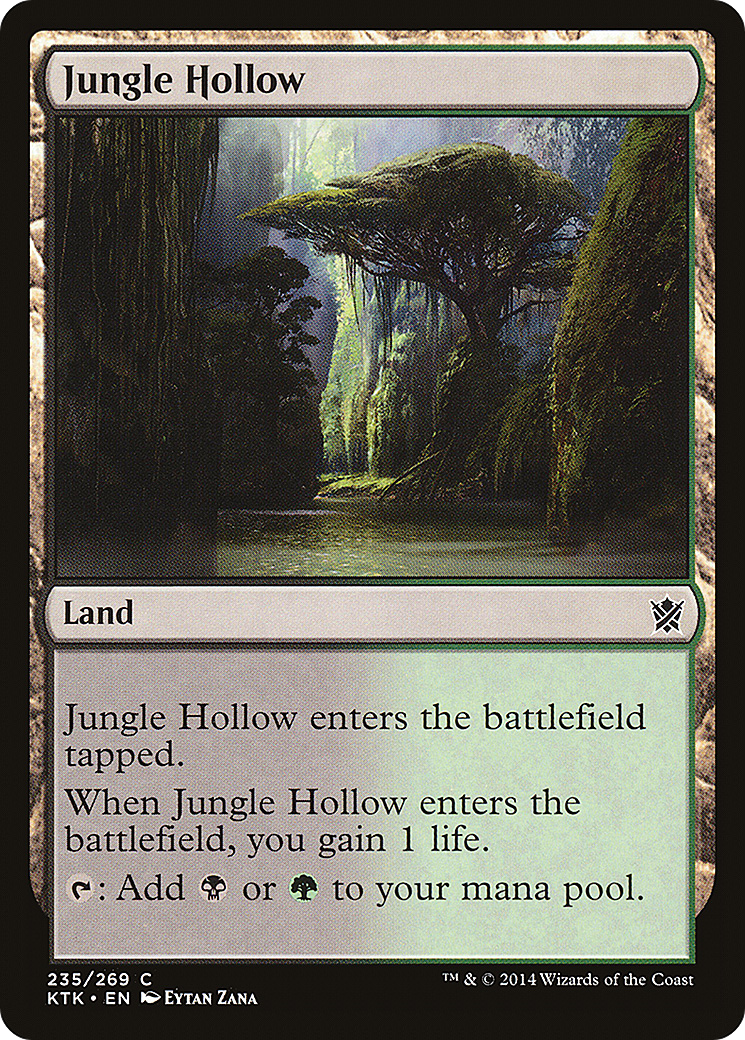 Jungle Hollow
Land
Jungle Hollow enters the battlefield
tapped.
When Jungle Hollow enters the
battlefield, you gain 1 life.
: Add or to your mana pool.
235/269 C
™ & © 2014 Wizards of the Coast
KTK • EN Eytan Zana